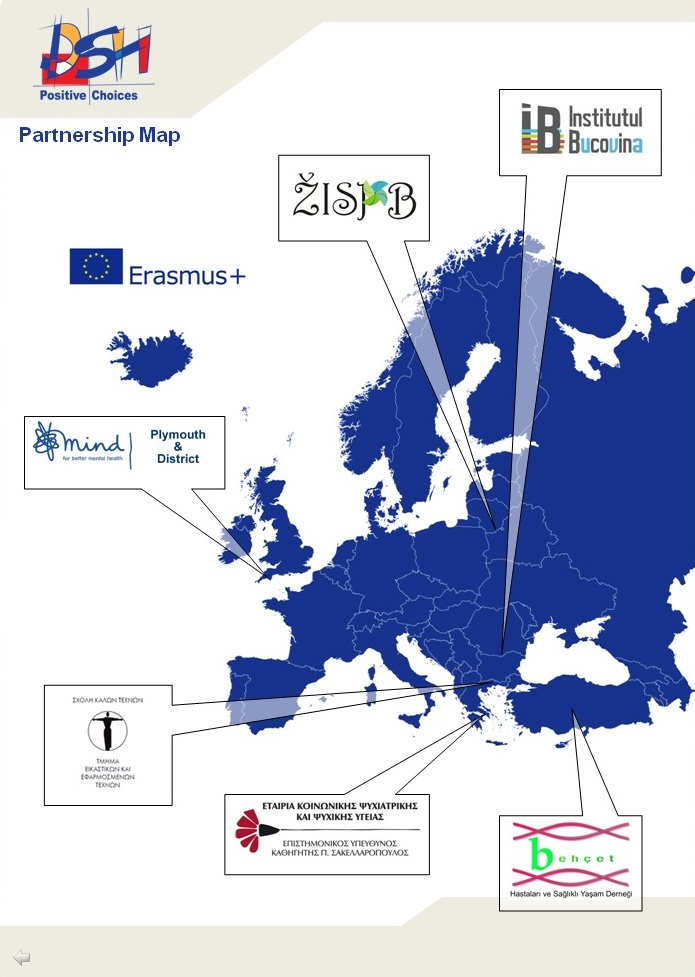 DSH
Positive Choices
Partnership Map
iB Institutul
Bucovina
ŽISPB
Erasmus+
mind
for better mental health
Plymouth
&
District
ΣΧΟΛΗ ΚΑΛΩΝ ΤΕΧΝΩΝ
ΤΜΗΜΑ
ΕΙΚΑΣΤΙΚΩΝ ΚΑΙ
ΕΦΑΡΜΟΣΜΕΝΩΝ
ΤΕΧΝΩΝ
ΕΤΑΙΡΙΑ ΚΟΙΝΩΝΙΚΗΣ ΨΥΧΙΑΤΡΙΚΗΣ
ΚΑΙ ΨΥΧΙΚΗΣ ΥΓΕΙΑΣ
ΕΠΙΣΤΗΜΟΝΙΚΟΣ ΥΠΕΥΘΥΝΟΣ
ΚΑΘΗΓΗΤΗΣ Π. ΣΑΚΕΛΛΑΡΟΠΟΥΛΟΣ
behçet
Hastaları ve Sağlıklı Yaşam Derneği